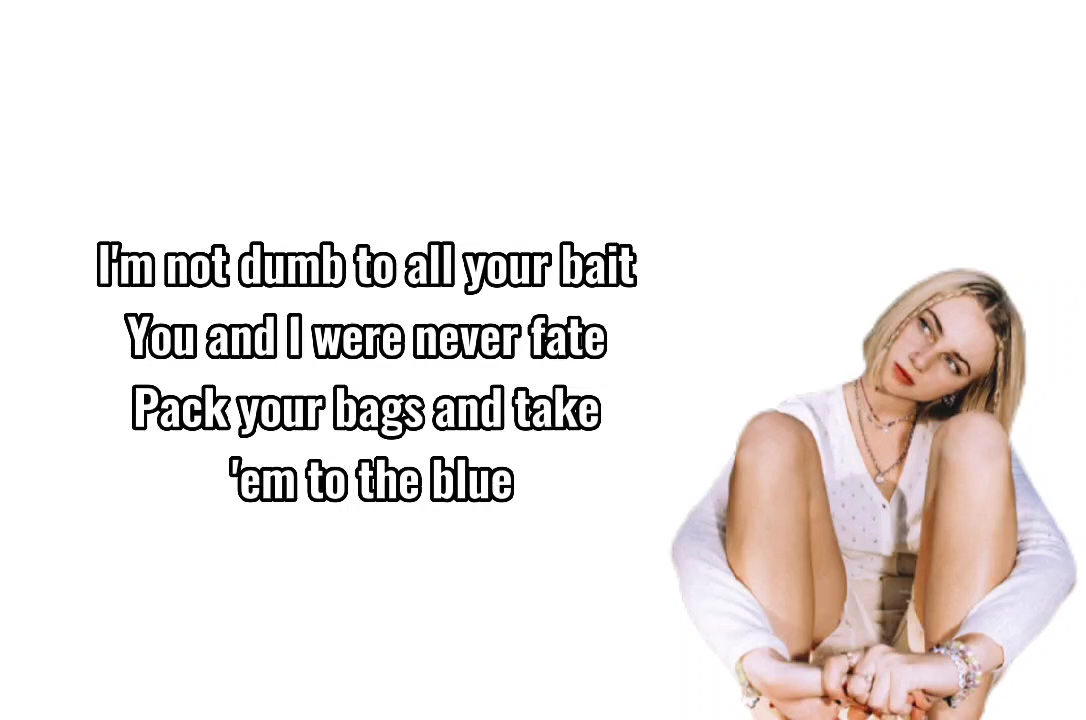 I'm not dumb to all your bait
You and I were never fate
Pack your bags and take
'em to the blue